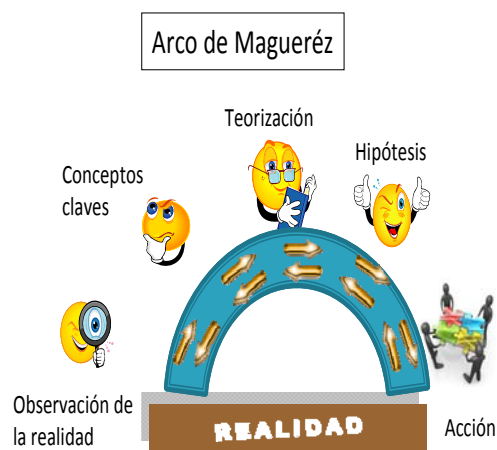 Arco de Magueréz
Teorización
Hipótesis
Conceptos
claves
Observación de
la realidad
REALIDAD
Acción